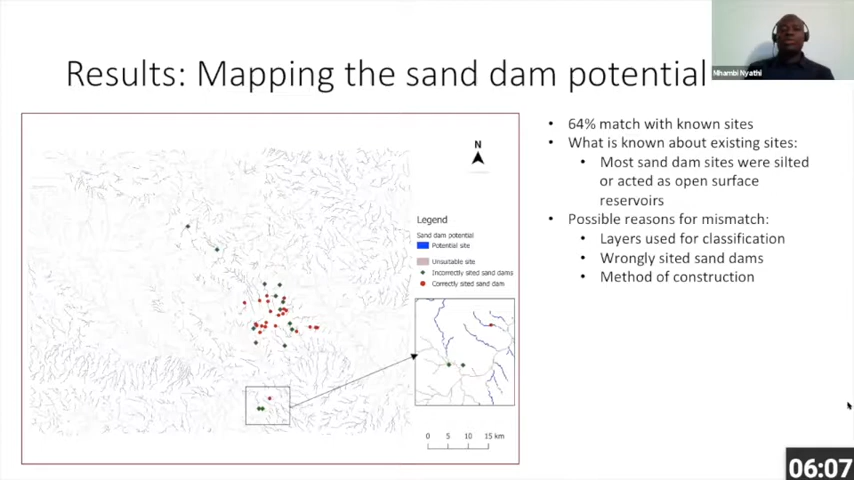 Results: Mapping the sand dam potential
Nhambi Nyathi
64% match with known sites
What is known about existing sites:
Most sand dam sites were silted
or acted as open surface
reservoirs
Possible reasons for mismatch:
Layers used for classification
Wrongly sited sand dams
Method of construction
N
Legend
Sand dam potential
Potential site
Unsuitable site
Incorrectly sited sand dams
Correctly sited sand dam
0 5 10 15 km
06:07